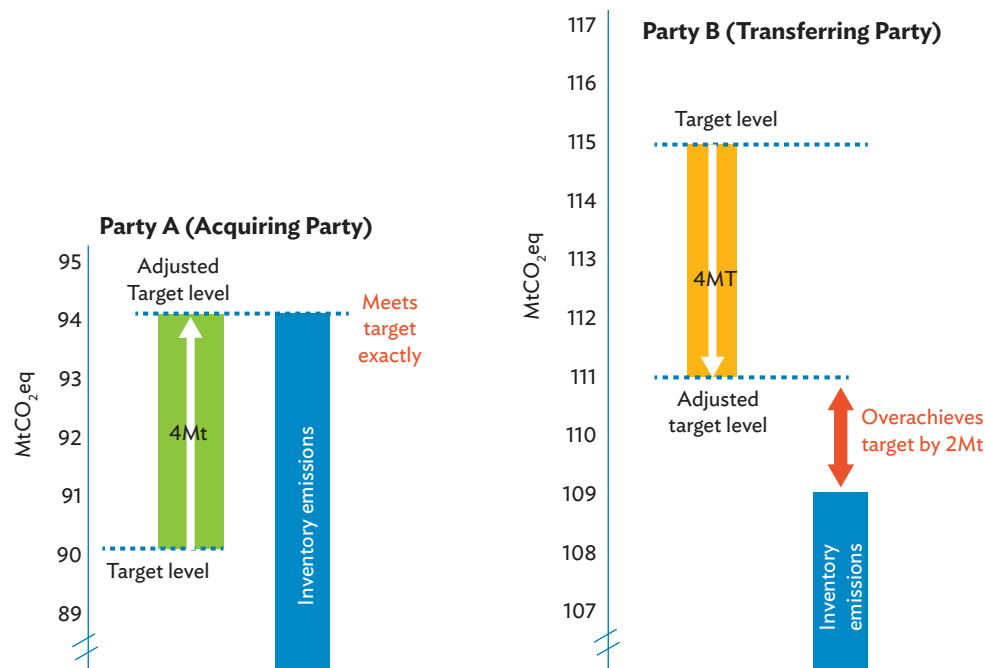 Party A (Acquiring Party)
MtCO₂eq
95
94
93
92
91
90
89
Adjusted
Target level
4Mt
Target level
Inventory emissions
Meets
target
exactly
Party B (Transferring Party)
MtCO₂eq
117
116
115
114
113
112
111
110
109
108
107
Target level
4MT
Adjusted
target level
Overachieves
target by 2Mt
Inventory
emissions